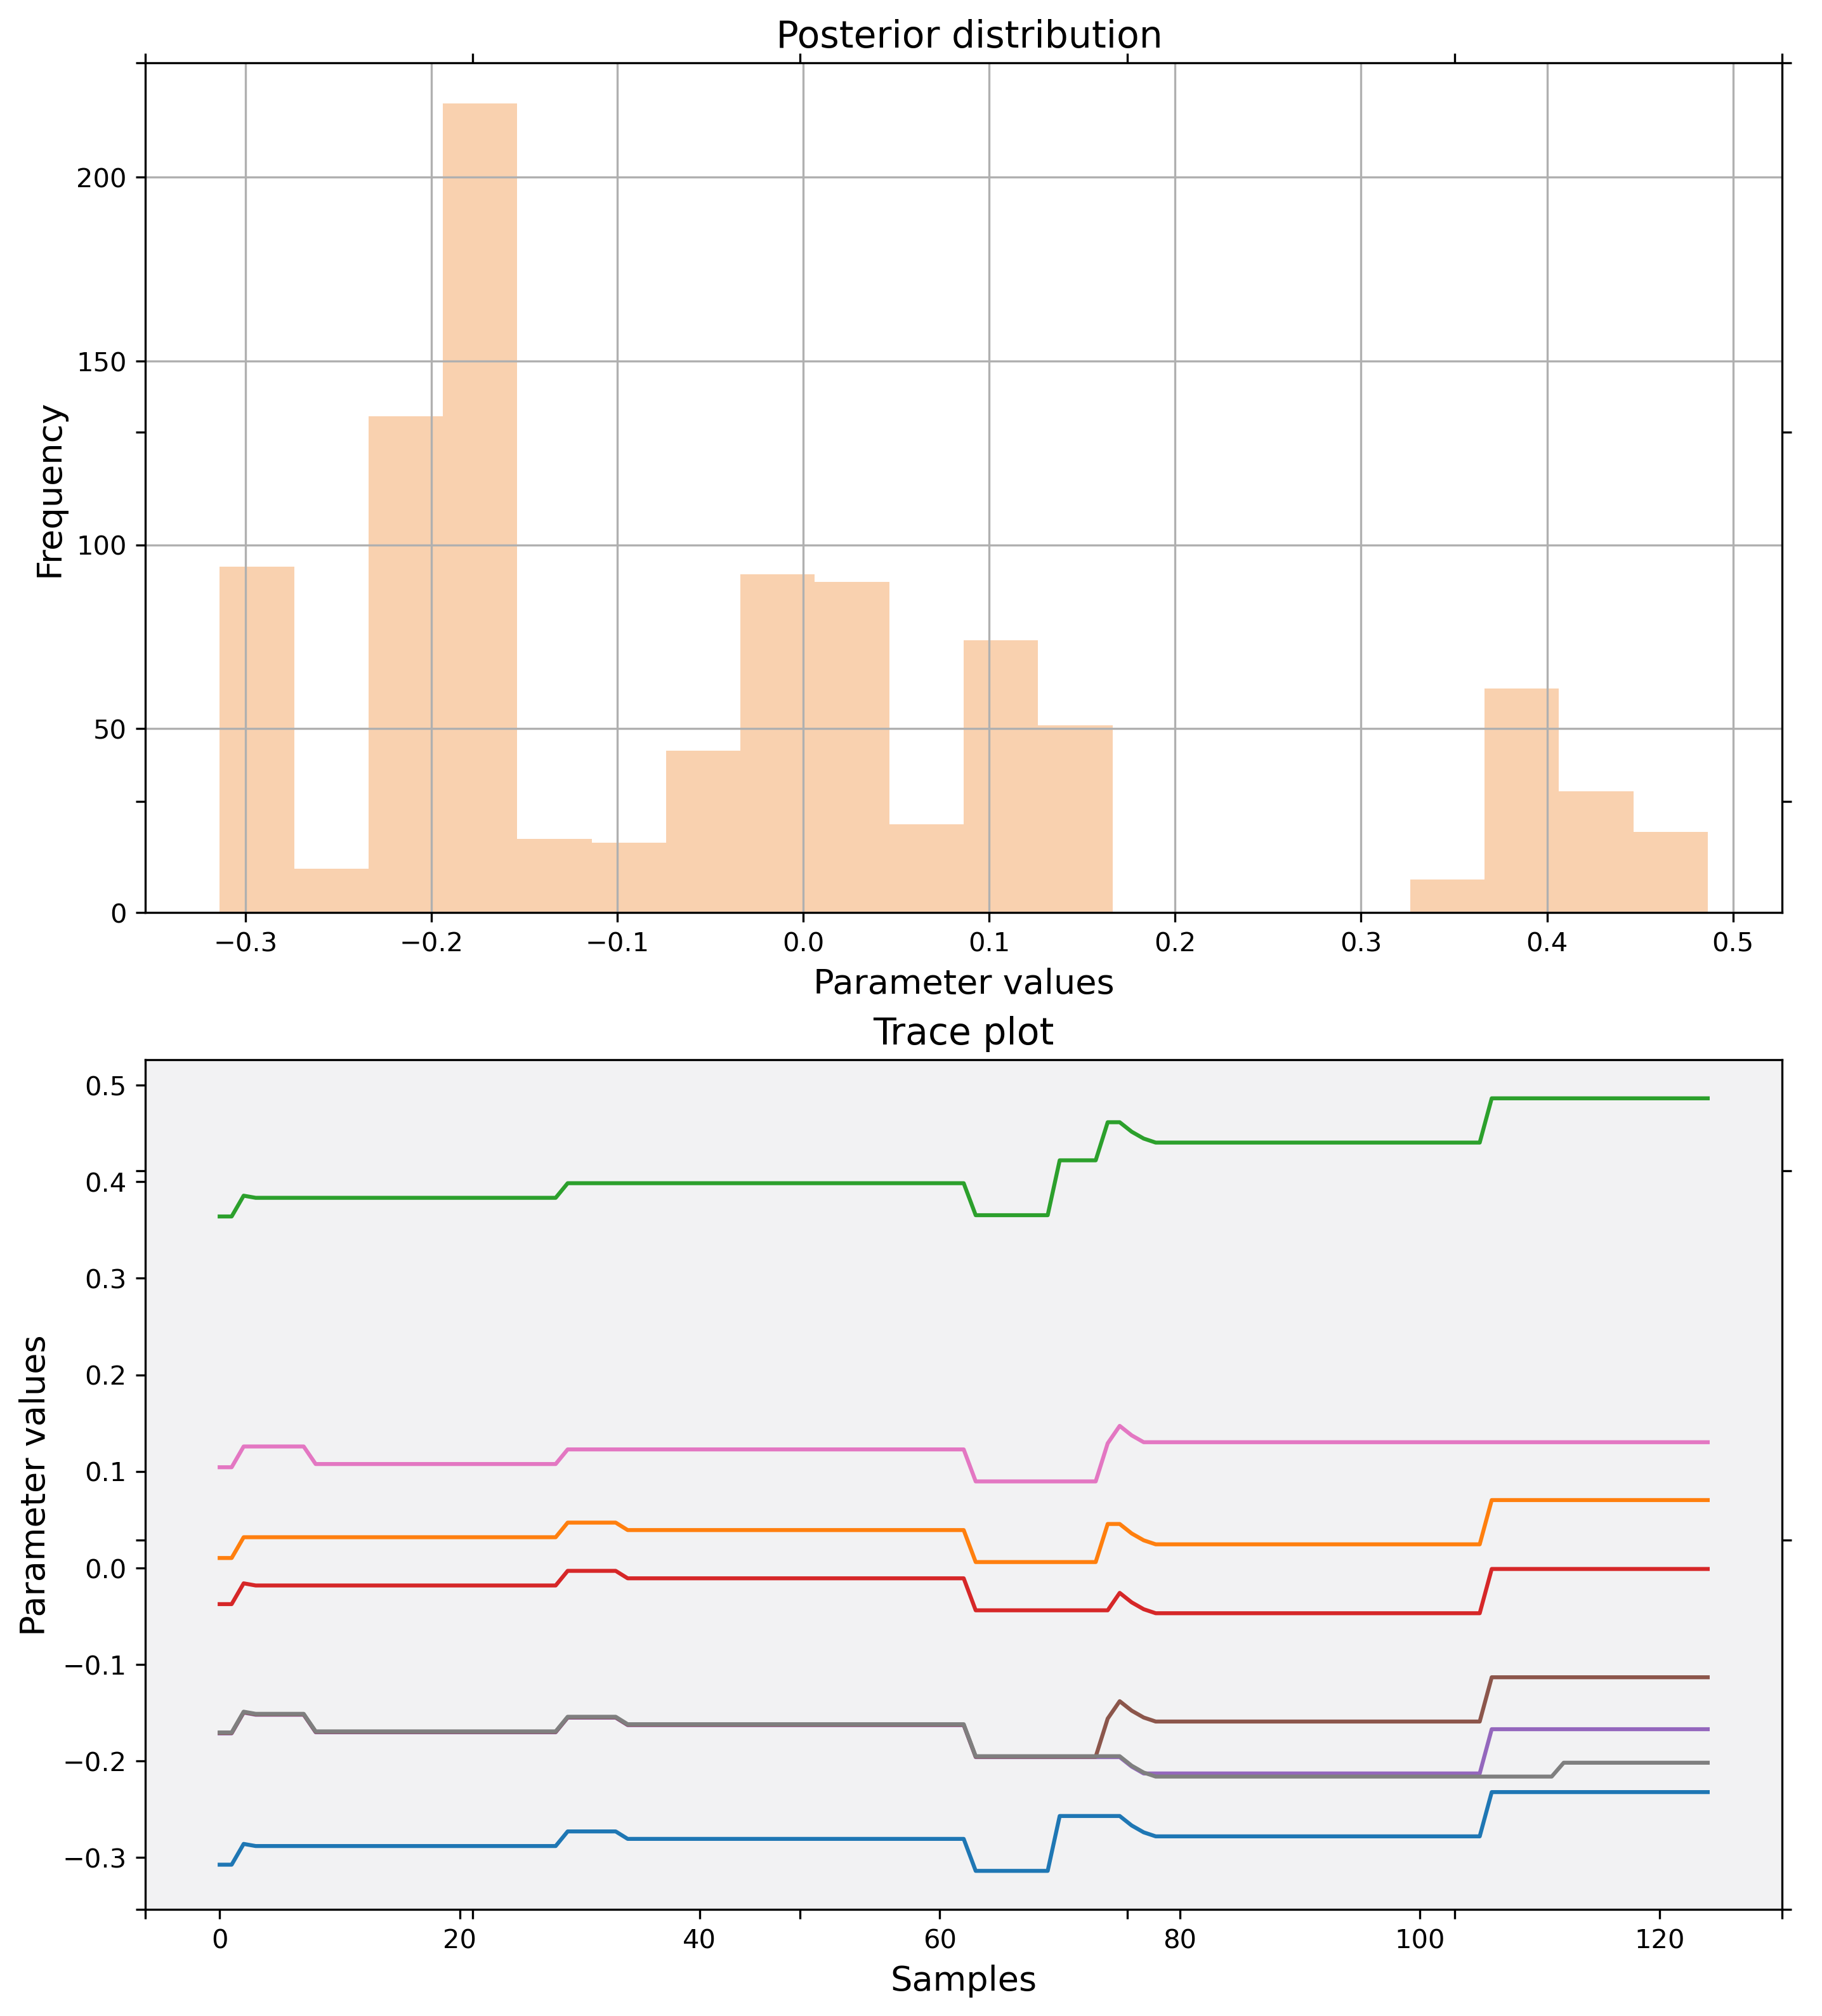 Posterior distribution
Frequency
200
150
100
50
0
−0.3 −0.2 −0.1 0.0 0.1 0.2 0.3 0.4 0.5
Parameter values
Trace plot
Parameter values
0.5
0.4
0.3
0.2
0.1
0.0
−0.1
−0.2
−0.3
0 20 40 60 80 100 120
Samples